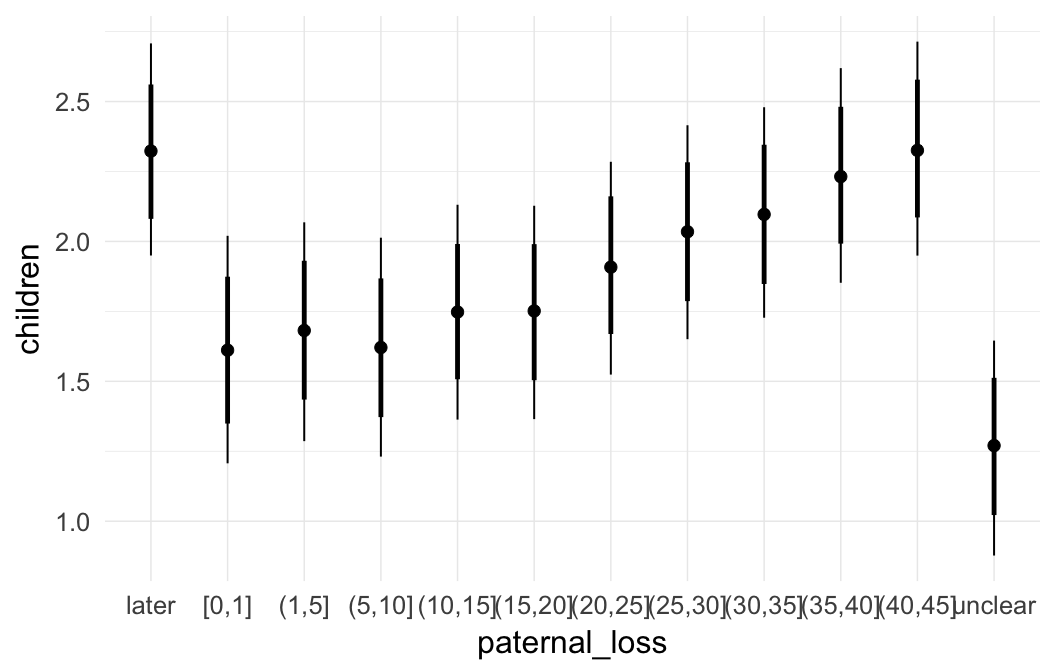 2.5
2.0
1.5
1.0
children
later [0,1] (1,5] (5,10] (10,15] (15,20] (20,25] (25,30] (30,35] (35,40] (40,45] unclear
paternal_loss